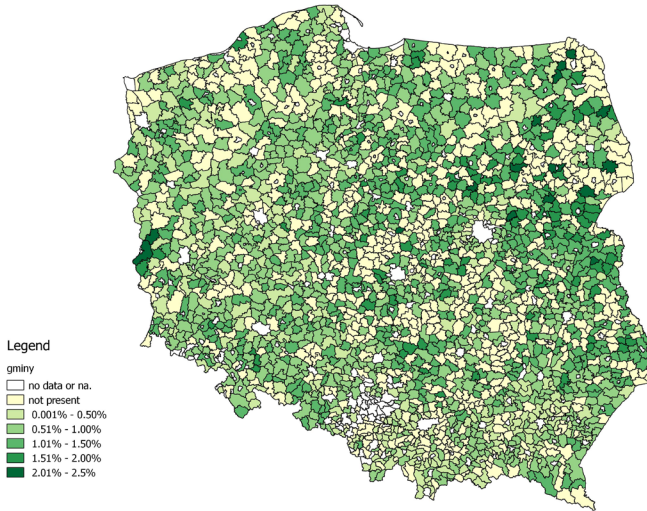 Legend
gminy
no data or na.
not present
0.001% - 0.50%
0.51% - 1.00%
1.01% - 1.50%
1.51% - 2.00%
2.01% - 2.5%